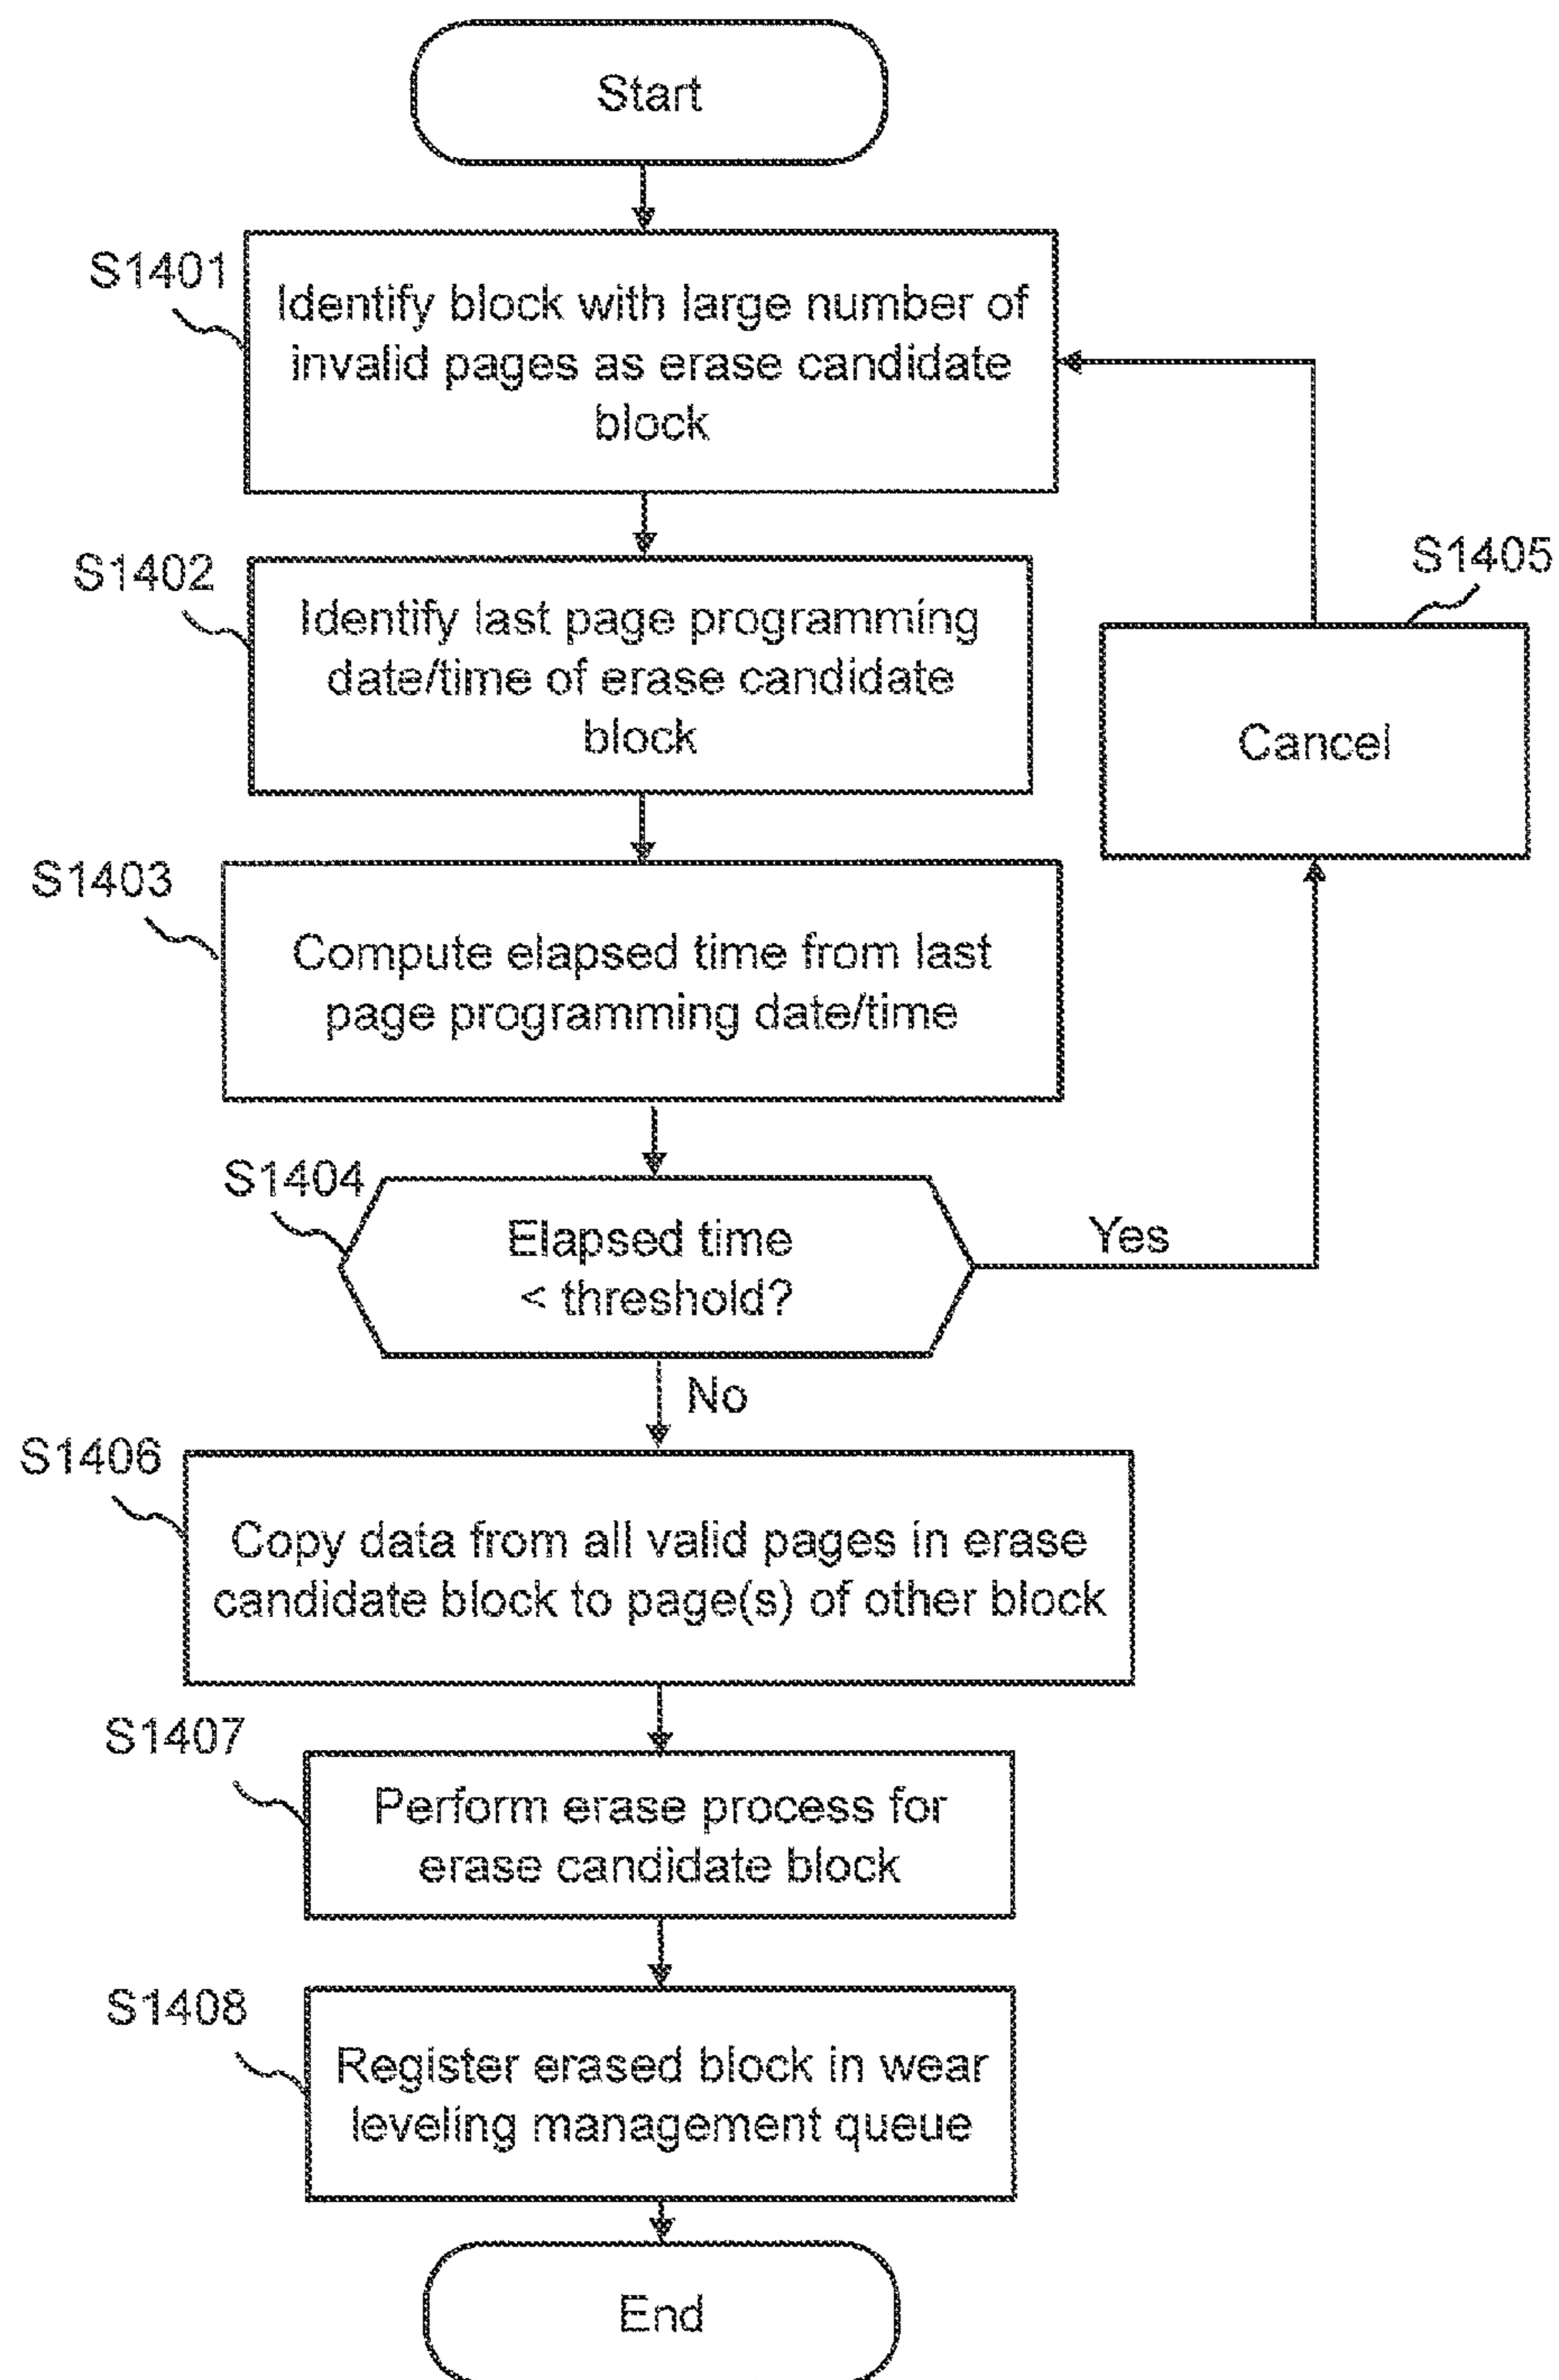 Start
S1401
Identify block with large number of
invalid pages as erase candidate
block
S1402
Identify last page programming
date/time of erase candidate
block
S1405
Cancel
S1403
Compute elapsed time from last
page programming date/time
S1404
Elapsed time
< threshold?
Yes
No
S1406
Copy data from all valid pages in erase
candidate block to page(s) of other block
S1407
Perform erase process for
erase candidate block
S1408
Register erased block in wear
leveling management queue
End